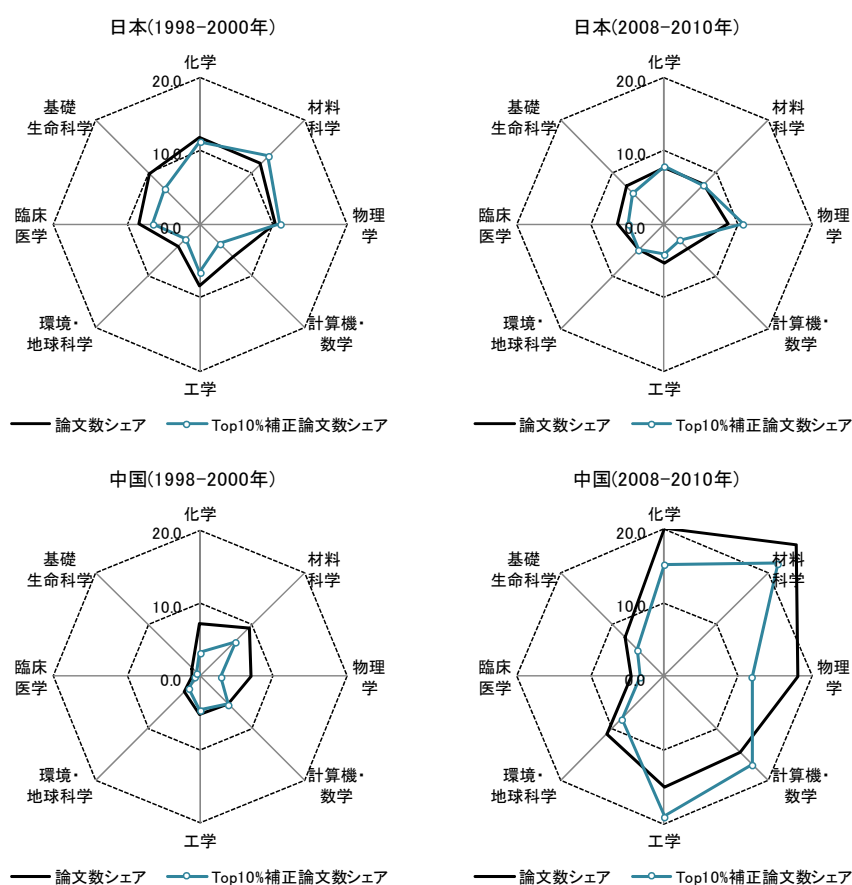 日本(1998-2000年)
化学
20.0
材料
科学
10.0
物理
学
0.0
計算機・
数学
工学
環境・
地球科学
臨床
医学
基礎
生命科学
論文数シェア
Top10%補正論文数シェア
日本(2008-2010年)
化学
20.0
材料
科学
10.0
物理
学
0.0
計算機・
数学
工学
環境・
地球科学
臨床
医学
基礎
生命科学
論文数シェア
Top10%補正論文数シェア
中国(1998-2000年)
化学
20.0
材料
科学
10.0
物理
学
0.0
計算機・
数学
工学
環境・
地球科学
臨床
医学
基礎
生命科学
論文数シェア
Top10%補正論文数シェア
中国(2008-2010年)
化学
20.0
材料
科学
10.0
物理
学
0.0
計算機・
数学
工学
環境・
地球科学
臨床
医学
基礎
生命科学
論文数シェア
Top10%補正論文数シェア